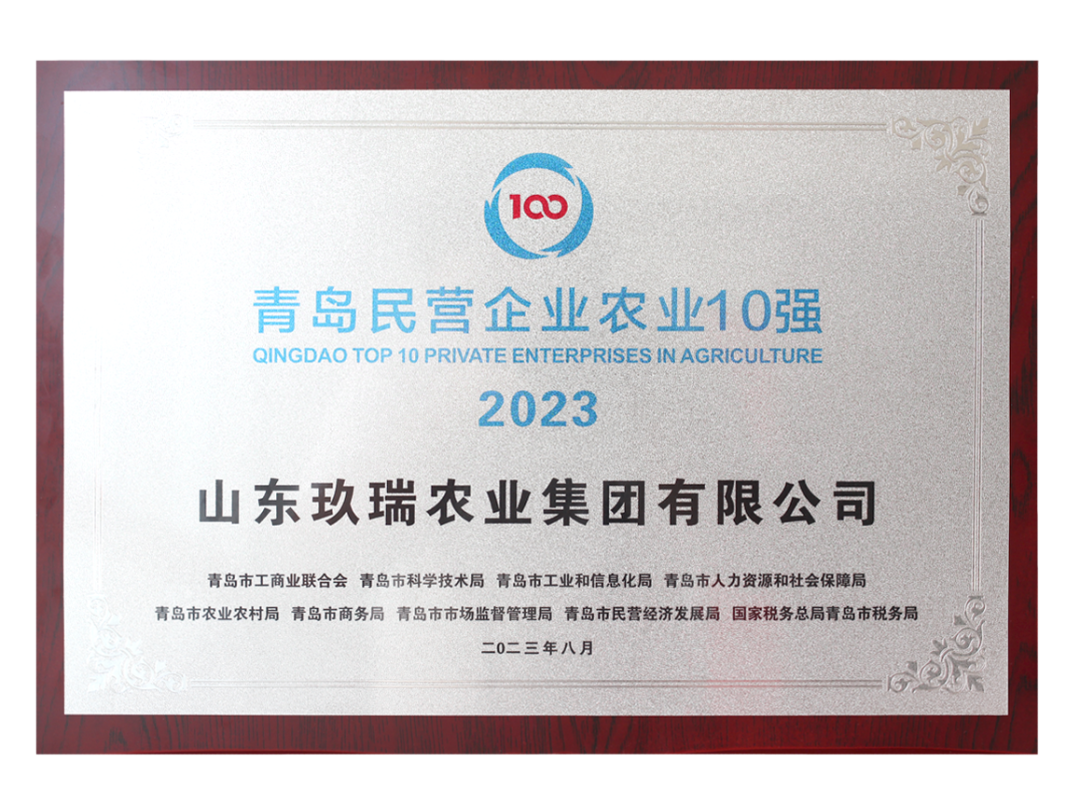 100
青岛民营企业农业10强
QINGDAO TOP 10 PRIVATE ENTERPRISES IN AGRICULTURE
2023
山东玖瑞农业集团有限公司
青岛市工商业联合会 青岛市科学技术局 青岛市工业和信息化局 青岛市人力资源和社会保障局
青岛市农业农村局 青岛市商务局 青岛市市场监督管理局 青岛市民营经济发展局 国家税务总局青岛市税务局
二〇二三年八月